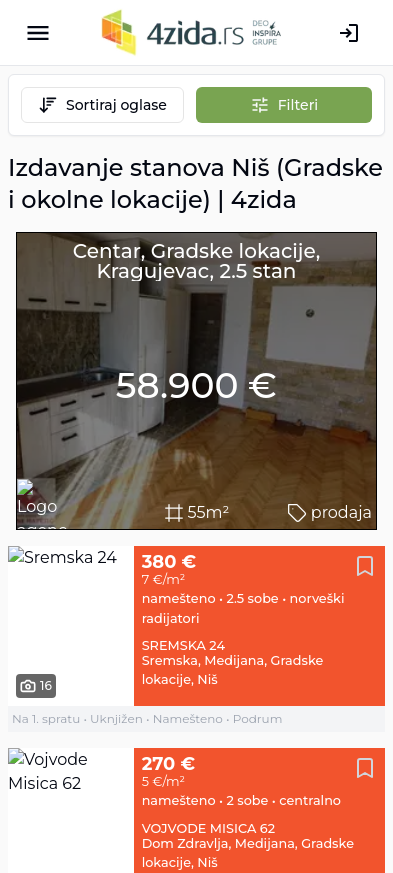 4zida.rs DEO INSPIRA GRUPE
Sortiraj oglase
Filteri
Izdavanje stanova Niš (Gradske
i okolne lokacije) | 4zida
Centar, Gradske lokacije,
Kragujevac, 2.5 stan
58.900 €
Logo
55m²
prodaja
Sremska 24
16
380 €
7 €/m²
namešteno • 2.5 sobe • norveški
radijatori
SREMSKA 24
Sremska, Medijana, Gradske
lokacije, Niš
Na 1. spratu • Uknjižen • Namešteno • Podrum
Vojvode
Misica 62
270 €
5 €/m²
namešteno • 2 sobe • centralno
VOJVODE MISICA 62
Dom Zdravlja, Medijana, Gradske
lokacije, Niš